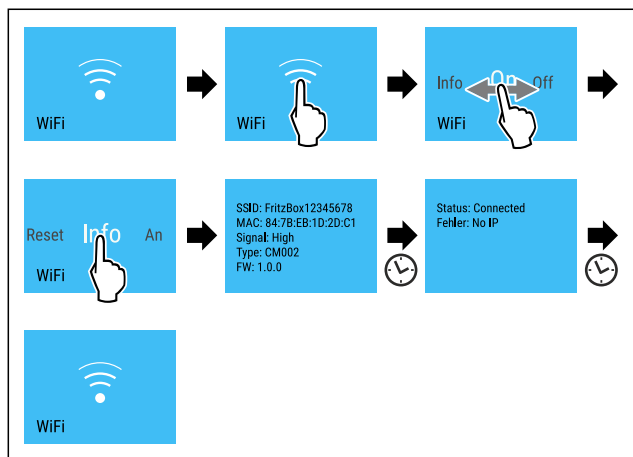 WiFi
WiFi
Info On Off
WiFi
Reset Info An
WiFi
SSID: FritzBox12345678
MAC: 84:7B:EB:1D:2D:C1
Signal: High
Type: CM002
FW: 1.0.0
Status: Connected
Fehler: No IP
WiFi